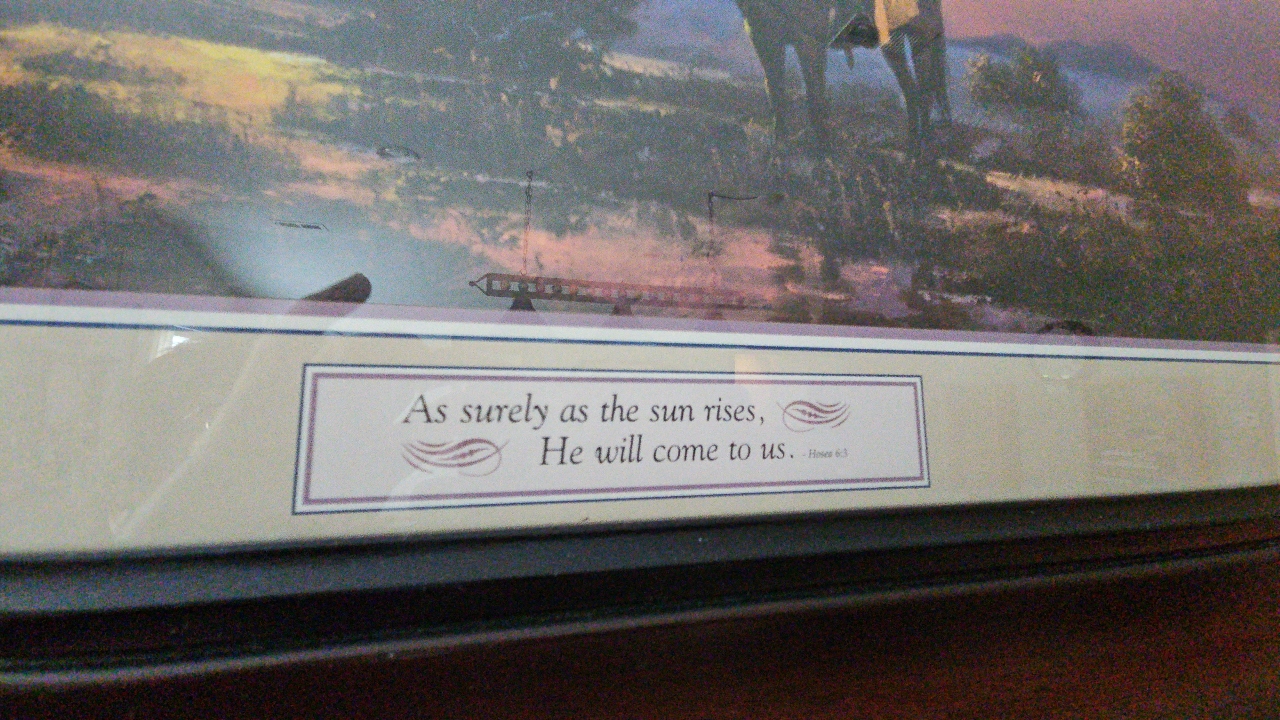 As surely as the sun rises,
He will come to us. - Hosea 6:3